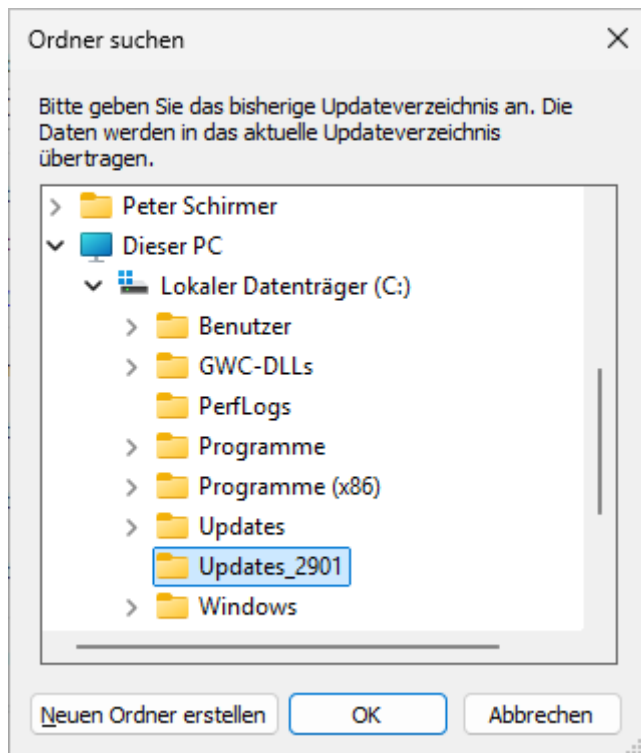 Ordner suchen
Bitte geben Sie das bisherige Updateverzeichnis an. Die
Daten werden in das aktuelle Updateverzeichnis
übertragen.
Peter Schirmer
Dieser PC
Lokaler Datenträger (C:)
Benutzer
GWC-DLLs
PerfLogs
Programme
Programme (x86)
Updates
Updates_2901
Windows
Neuen Ordner erstellen OK Abbrechen